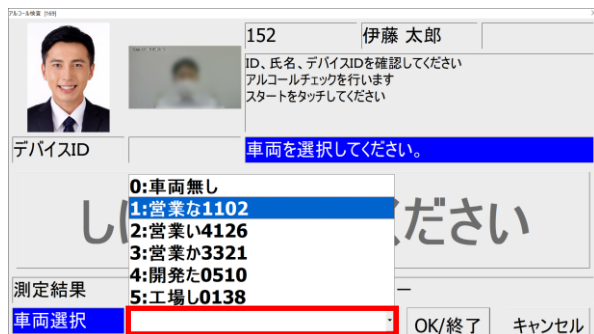 アルコール検査 [169]
152
伊藤 太郎
ID、氏名、デバイスIDを確認してください
アルコールチェックを行います
スタートをタッチしてください
デバイスID
車両を選択してください。
ださい
0:車両無し
1:営業な1102
2:営業い4126
3:営業か3321
4:開発た0510
5:工場し0138
測定結果
ー
車両選択
OK/終了
キャンセル